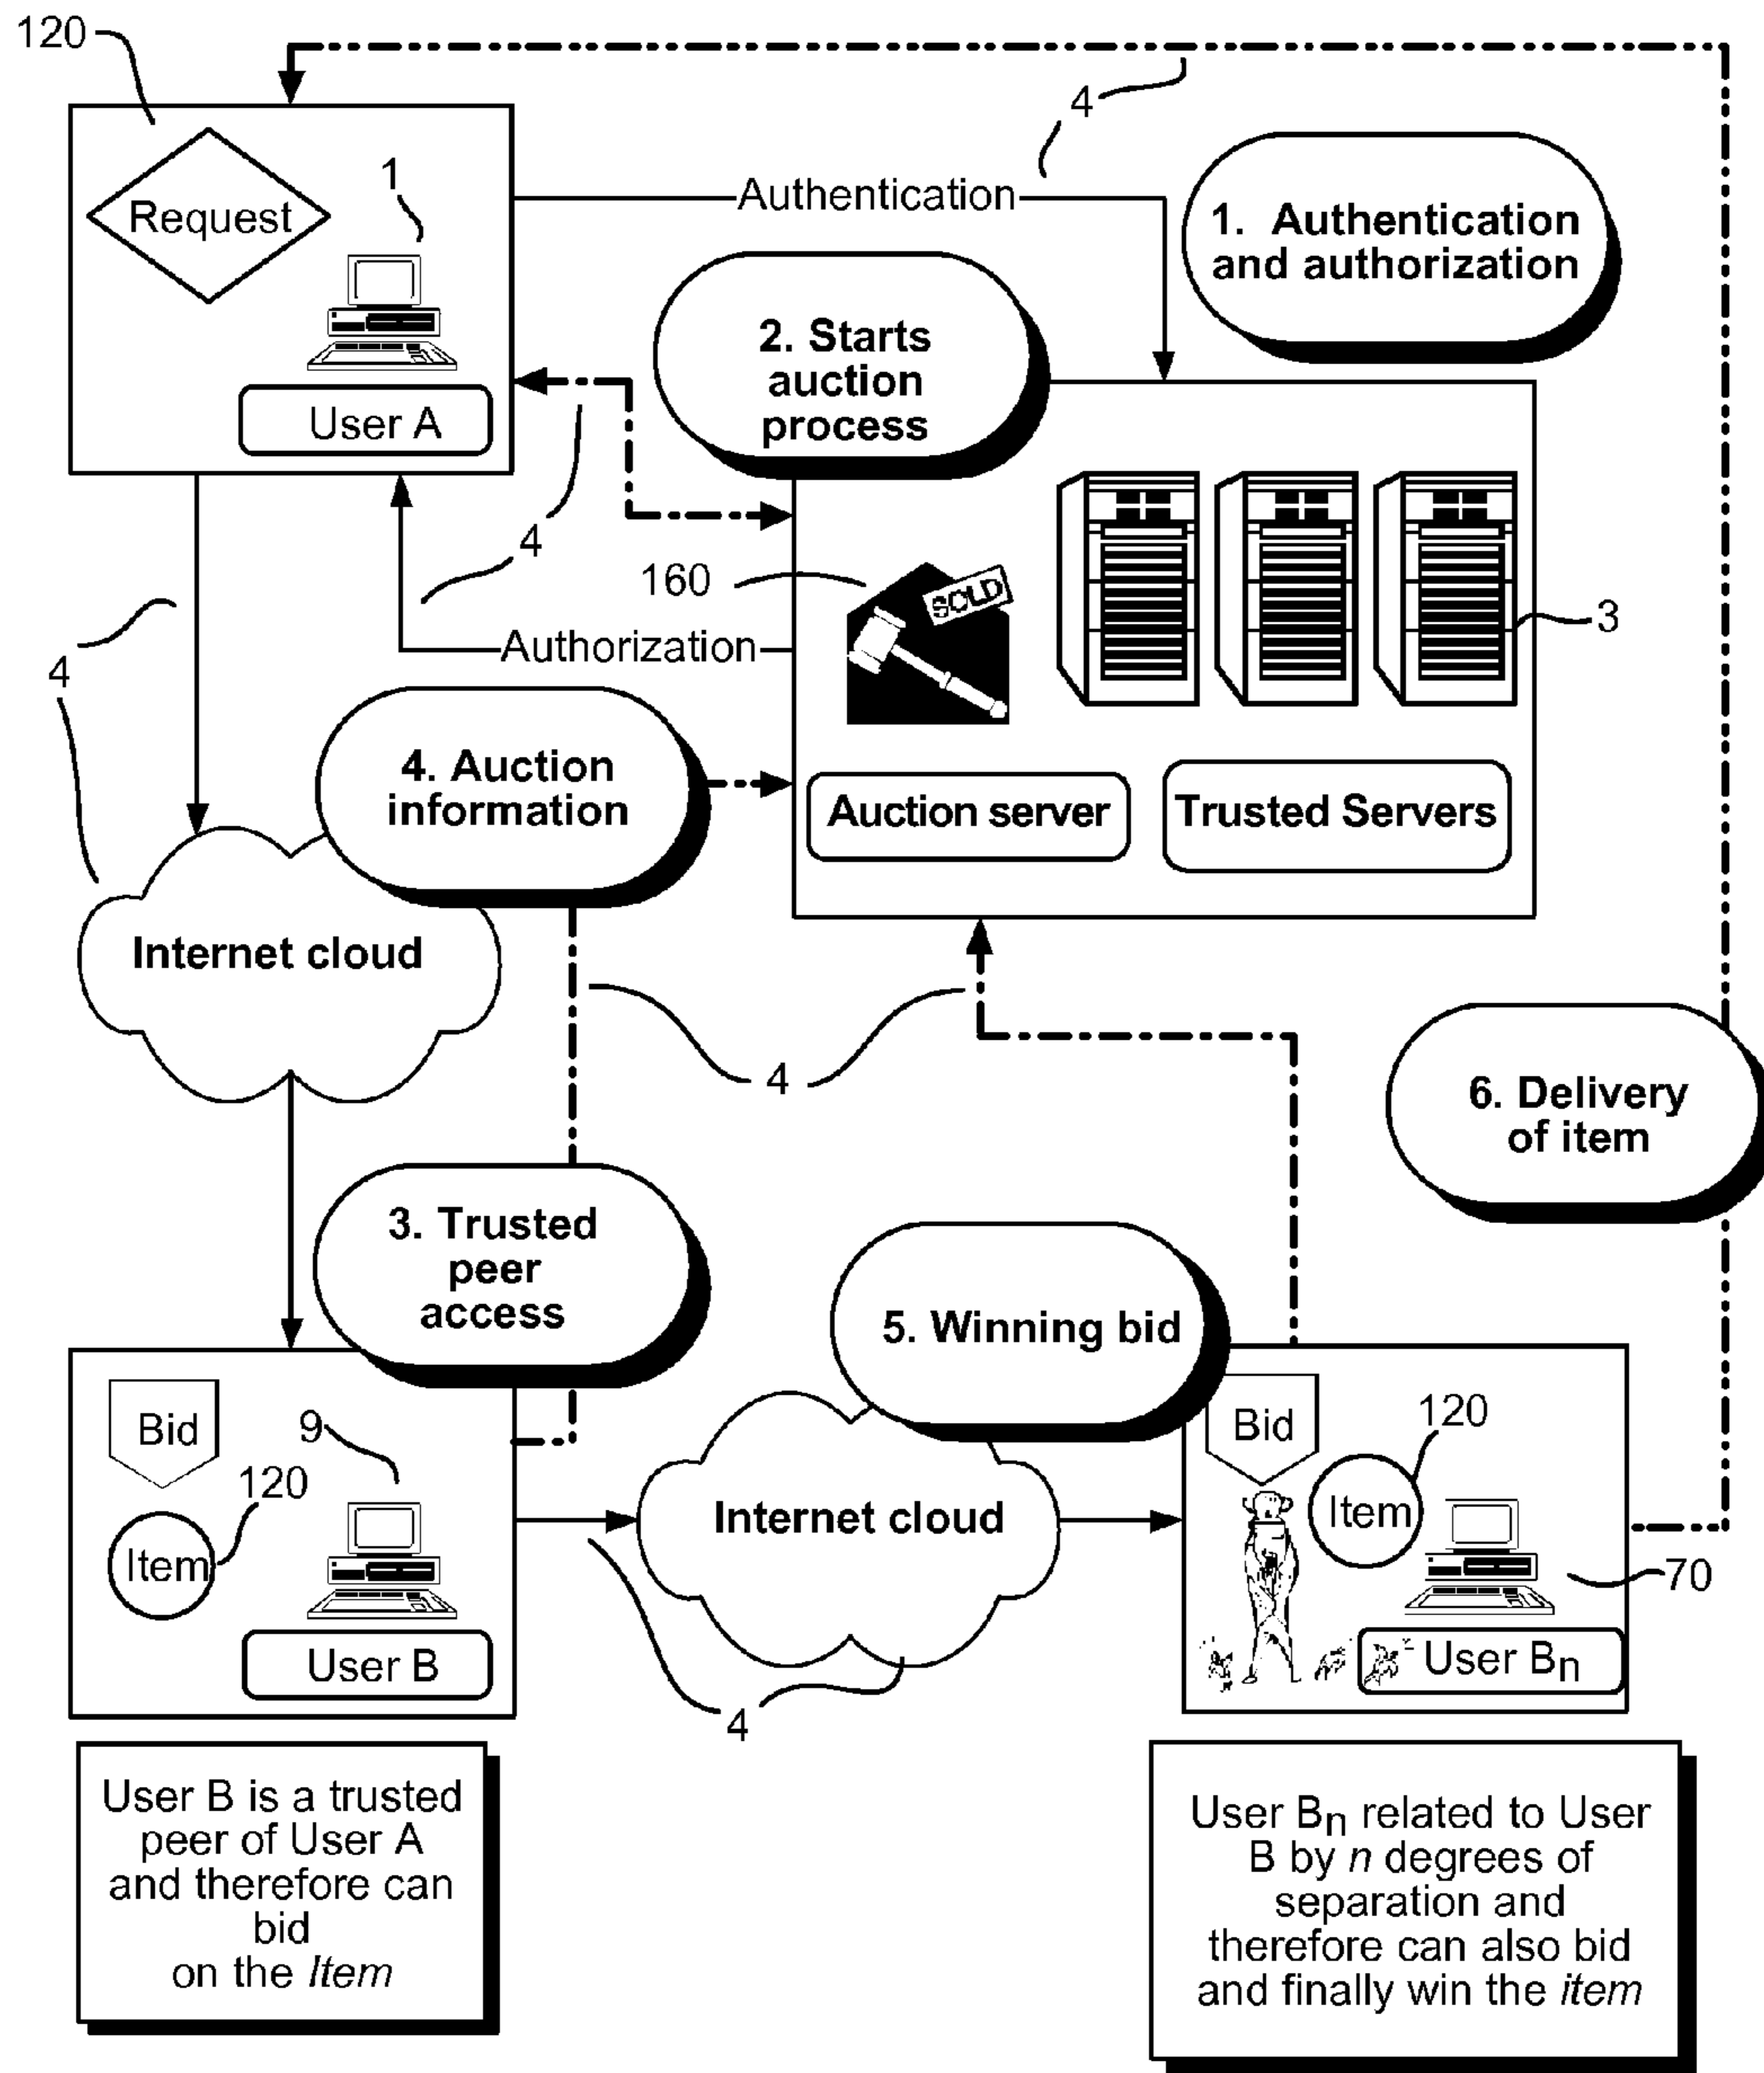 120
4
Request
1
Authentication
1. Authentication
and authorization
2. Starts
auction
process
User A
4
4
160
SOLD
3
Authorization
4
4. Auction
information
Auction server
Trusted Servers
Internet cloud
4
6. Delivery
of item
3. Trusted
peer
access
5. Winning bid
Bid
9
120
Item
User B
Internet cloud
4
Bid
120
Item
70
User Bn
User B is a trusted
peer of User A
and therefore can
bid
on the Item
User Bn related to User
B by n degrees of
separation and
therefore can also bid
and finally win the item